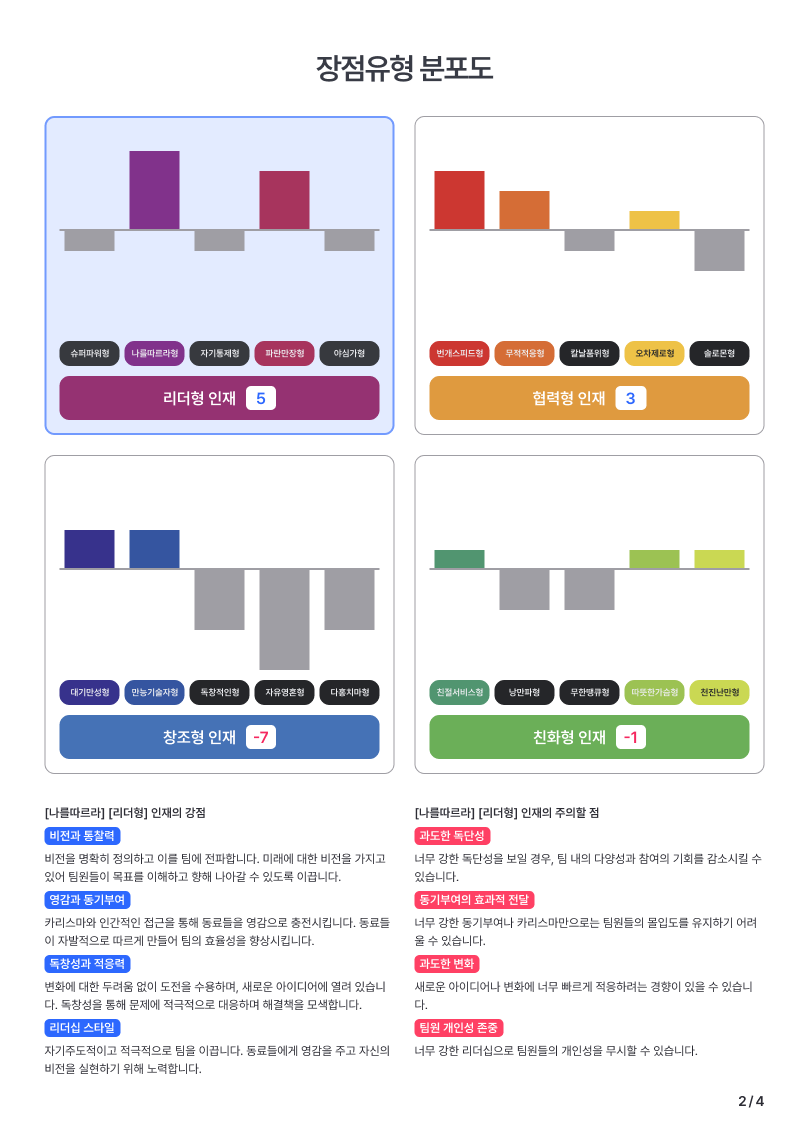 장점유형 분포도
슈퍼파워형 나를따르라형 자기통제형 파란만장형 야심가형
리더형 인재 5
번개스피드형 무적적응형 칼날품위형 오차제로형 솔로몬형
협력형 인재 3
대기만성형 만능기술자형 독창적인형 자유영혼형 다홍치마형
창조형 인재 -7
친절서비스형 낭만파형 무한땡큐형 따뜻한가슴형 천진난만형
친화형 인재 -1
[나를따르라] [리더형] 인재의 강점
비전과 통찰력
비전을 명확히 정의하고 이를 팀에 전파합니다. 미래에 대한 비전을 가지고
있어 팀원들이 목표를 이해하고 향해 나아갈 수 있도록 이끕니다.
영감과 동기부여
카리스마와 인간적인 접근을 통해 동료들을 영감으로 충전시킵니다. 동료들
이 자발적으로 따르게 만들어 팀의 효율성을 향상시킵니다.
독창성과 적응력
변화에 대한 두려움 없이 도전을 수용하며, 새로운 아이디어에 열려 있습니
다. 독창성을 통해 문제에 적극적으로 대응하며 해결책을 모색합니다.
리더십 스타일
자기주도적이고 적극적으로 팀을 이끕니다. 동료들에게 영감을 주고 자신의
비전을 실현하기 위해 노력합니다.
[나를따르라] [리더형] 인재의 주의할 점
과도한 독단성
너무 강한 독단성을 보일 경우, 팀 내의 다양성과 참여의 기회를 감소시킬 수
있습니다.
동기부여의 효과적 전달
너무 강한 동기부여나 카리스마만으로는 팀원들의 몰입도를 유지하기 어려
울 수 있습니다.
과도한 변화
새로운 아이디어나 변화에 너무 빠르게 적응하려는 경향이 있을 수 있습니
다.
팀원 개인성 존중
너무 강한 리더십으로 팀원들의 개인성을 무시할 수 있습니다.
2 / 4